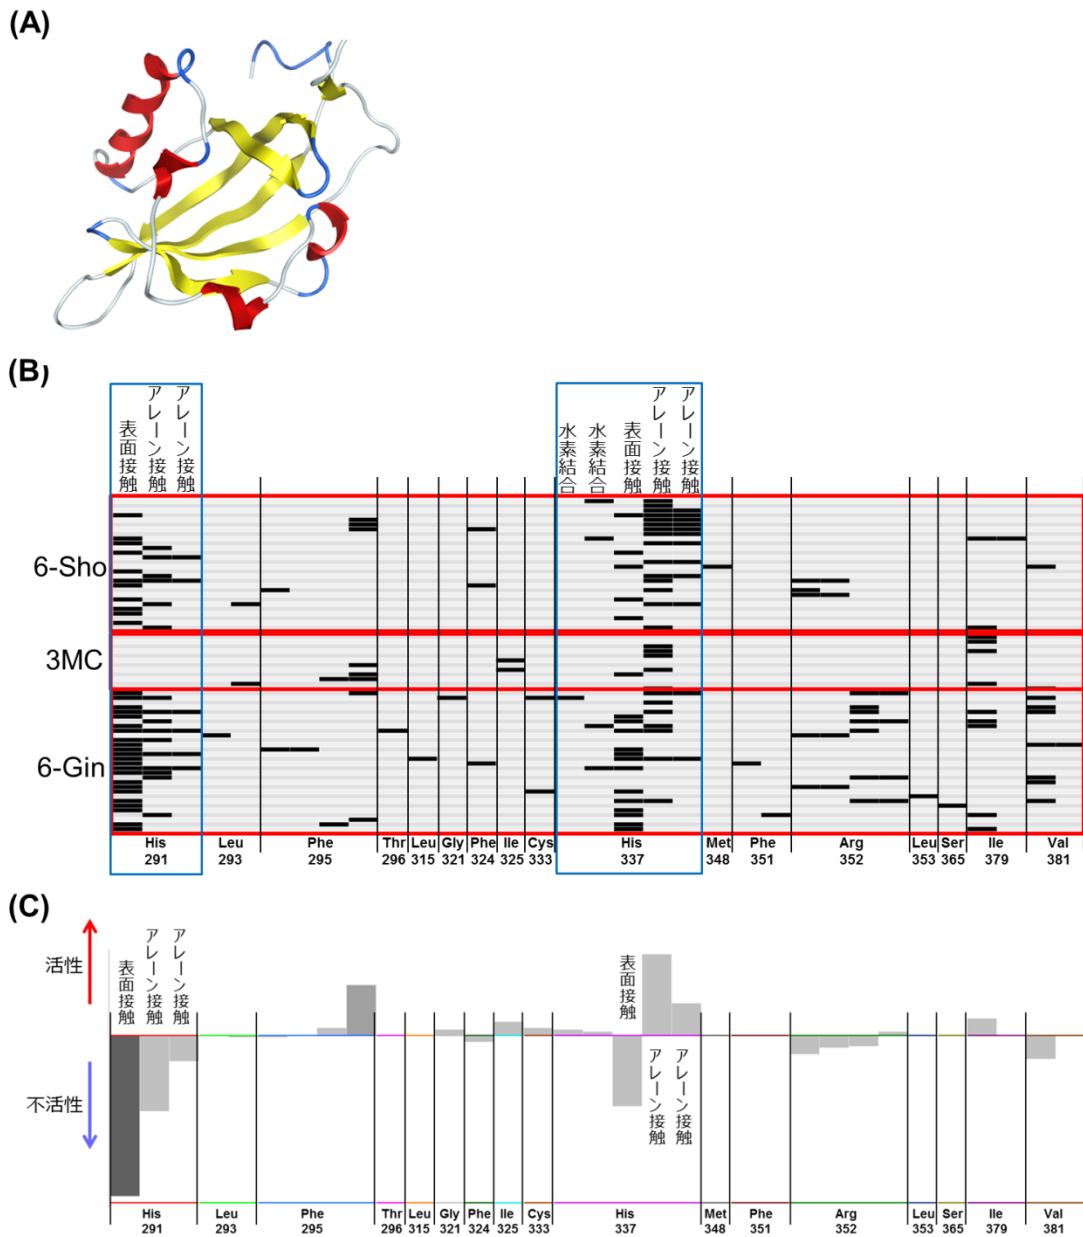 (A)
(B)
表面接触
アレーン接触
アレーン接触
水素結合
水素結合
表面接触
アレーン接触
アレーン接触
6-Sho
3MC
6-Gin
His Leu Phe Thr Leu Gly Phe Ile Cys His Met Phe Arg Leu Ser Ile Val
291 293 295 296 315 321 324 325 333 337 348 351 352 353 365 379 381
(C)
活性
不活性
表面接触
アレーン接触
アレーン接触
表面接触
アレーン接触
アレーン接触
His Leu Phe Thr Leu Gly Phe Ile Cys His Met Phe Arg Leu Ser Ile Val
291 293 295 296 315 321 324 325 333 337 348 351 352 353 365 379 381